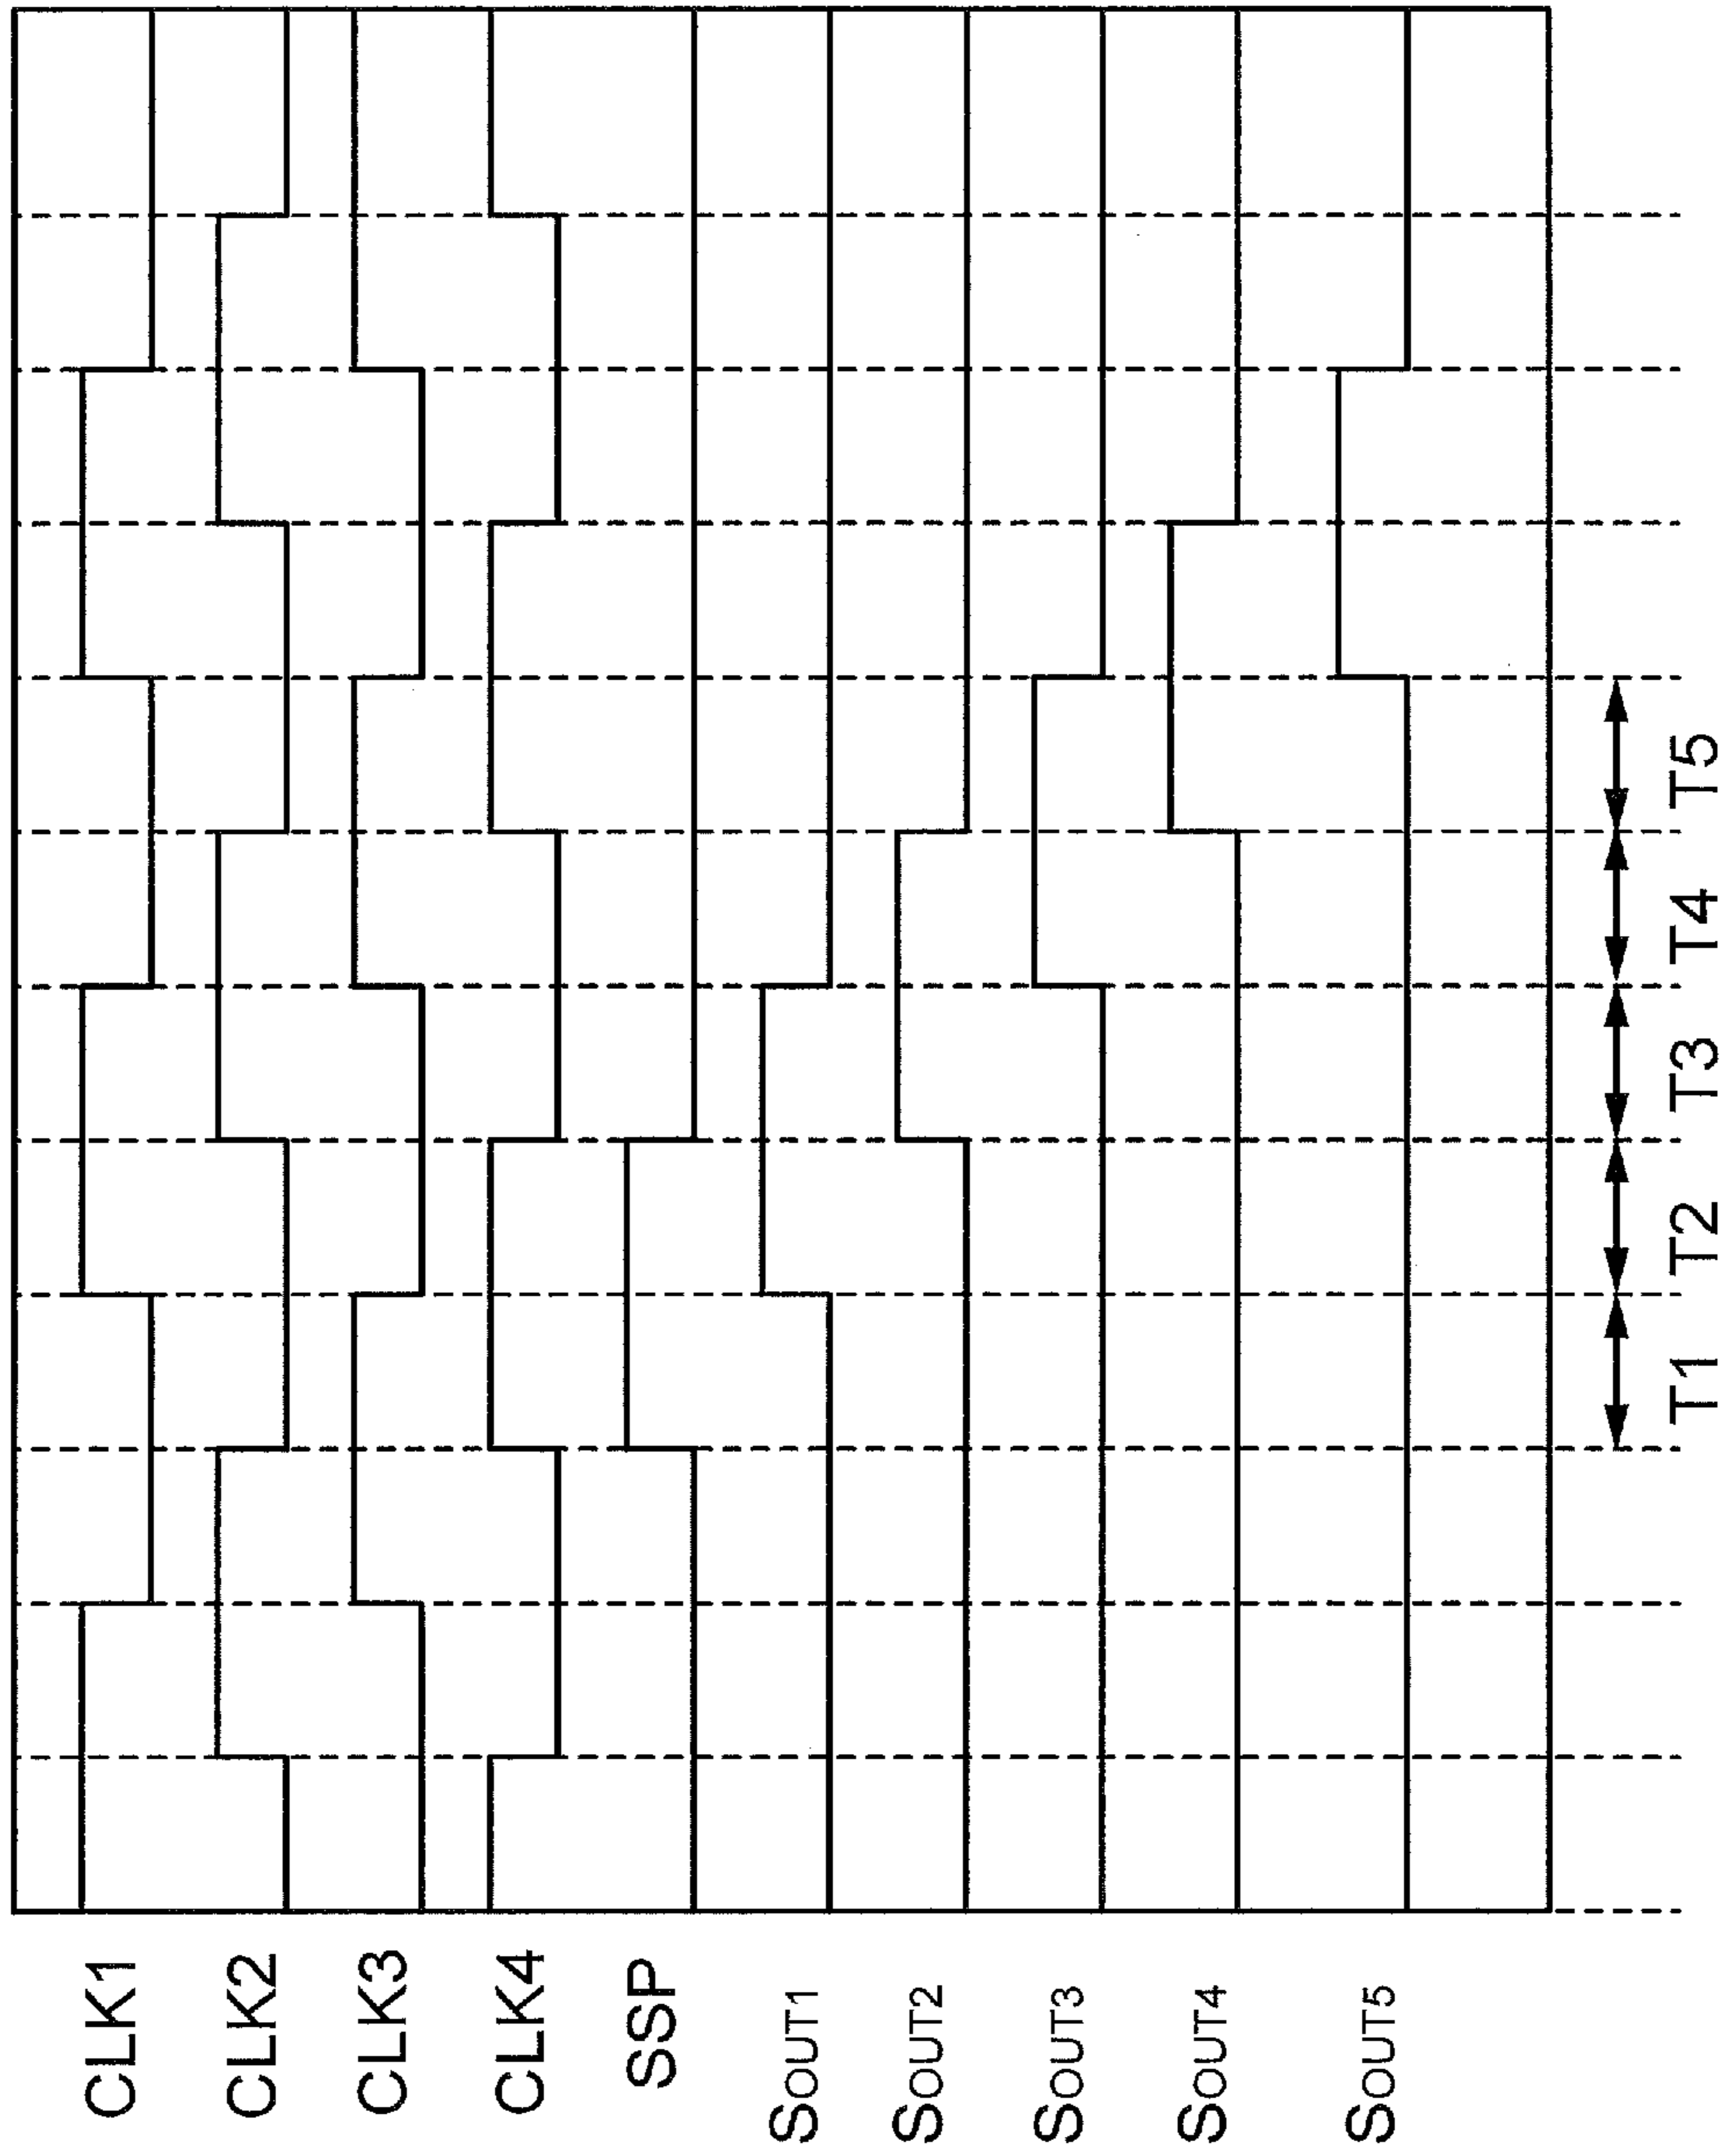 CLK1
CLK2
CLK3
CLK4
SSP
SOUT1
SOUT2
SOUT3
SOUT4
SOUT5
T1 T2 T3 T4 T5